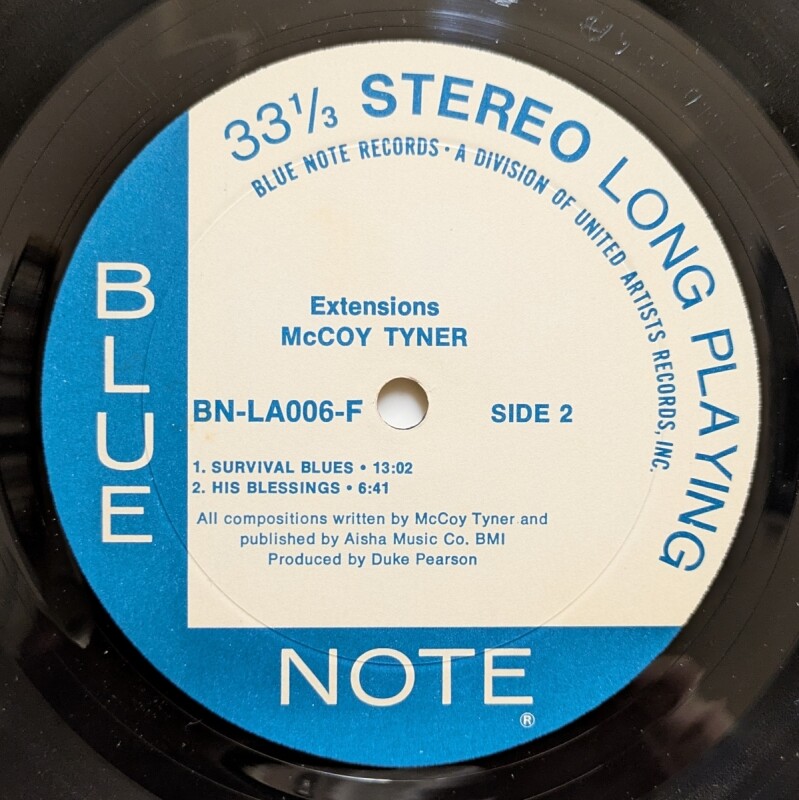 33⅓ STEREO LONG PLAYING
BLUE NOTE RECORDS • A DIVISION OF UNITED ARTISTS RECORDS, INC.
Extensions
McCOY TYNER
BN-LA006-F
SIDE 2
1. SURVIVAL BLUES • 13:02
2. HIS BLESSINGS • 6:41
All compositions written by McCoy Tyner and
published by Aisha Music Co. BMI
Produced by Duke Pearson
BLUE
NOTE®